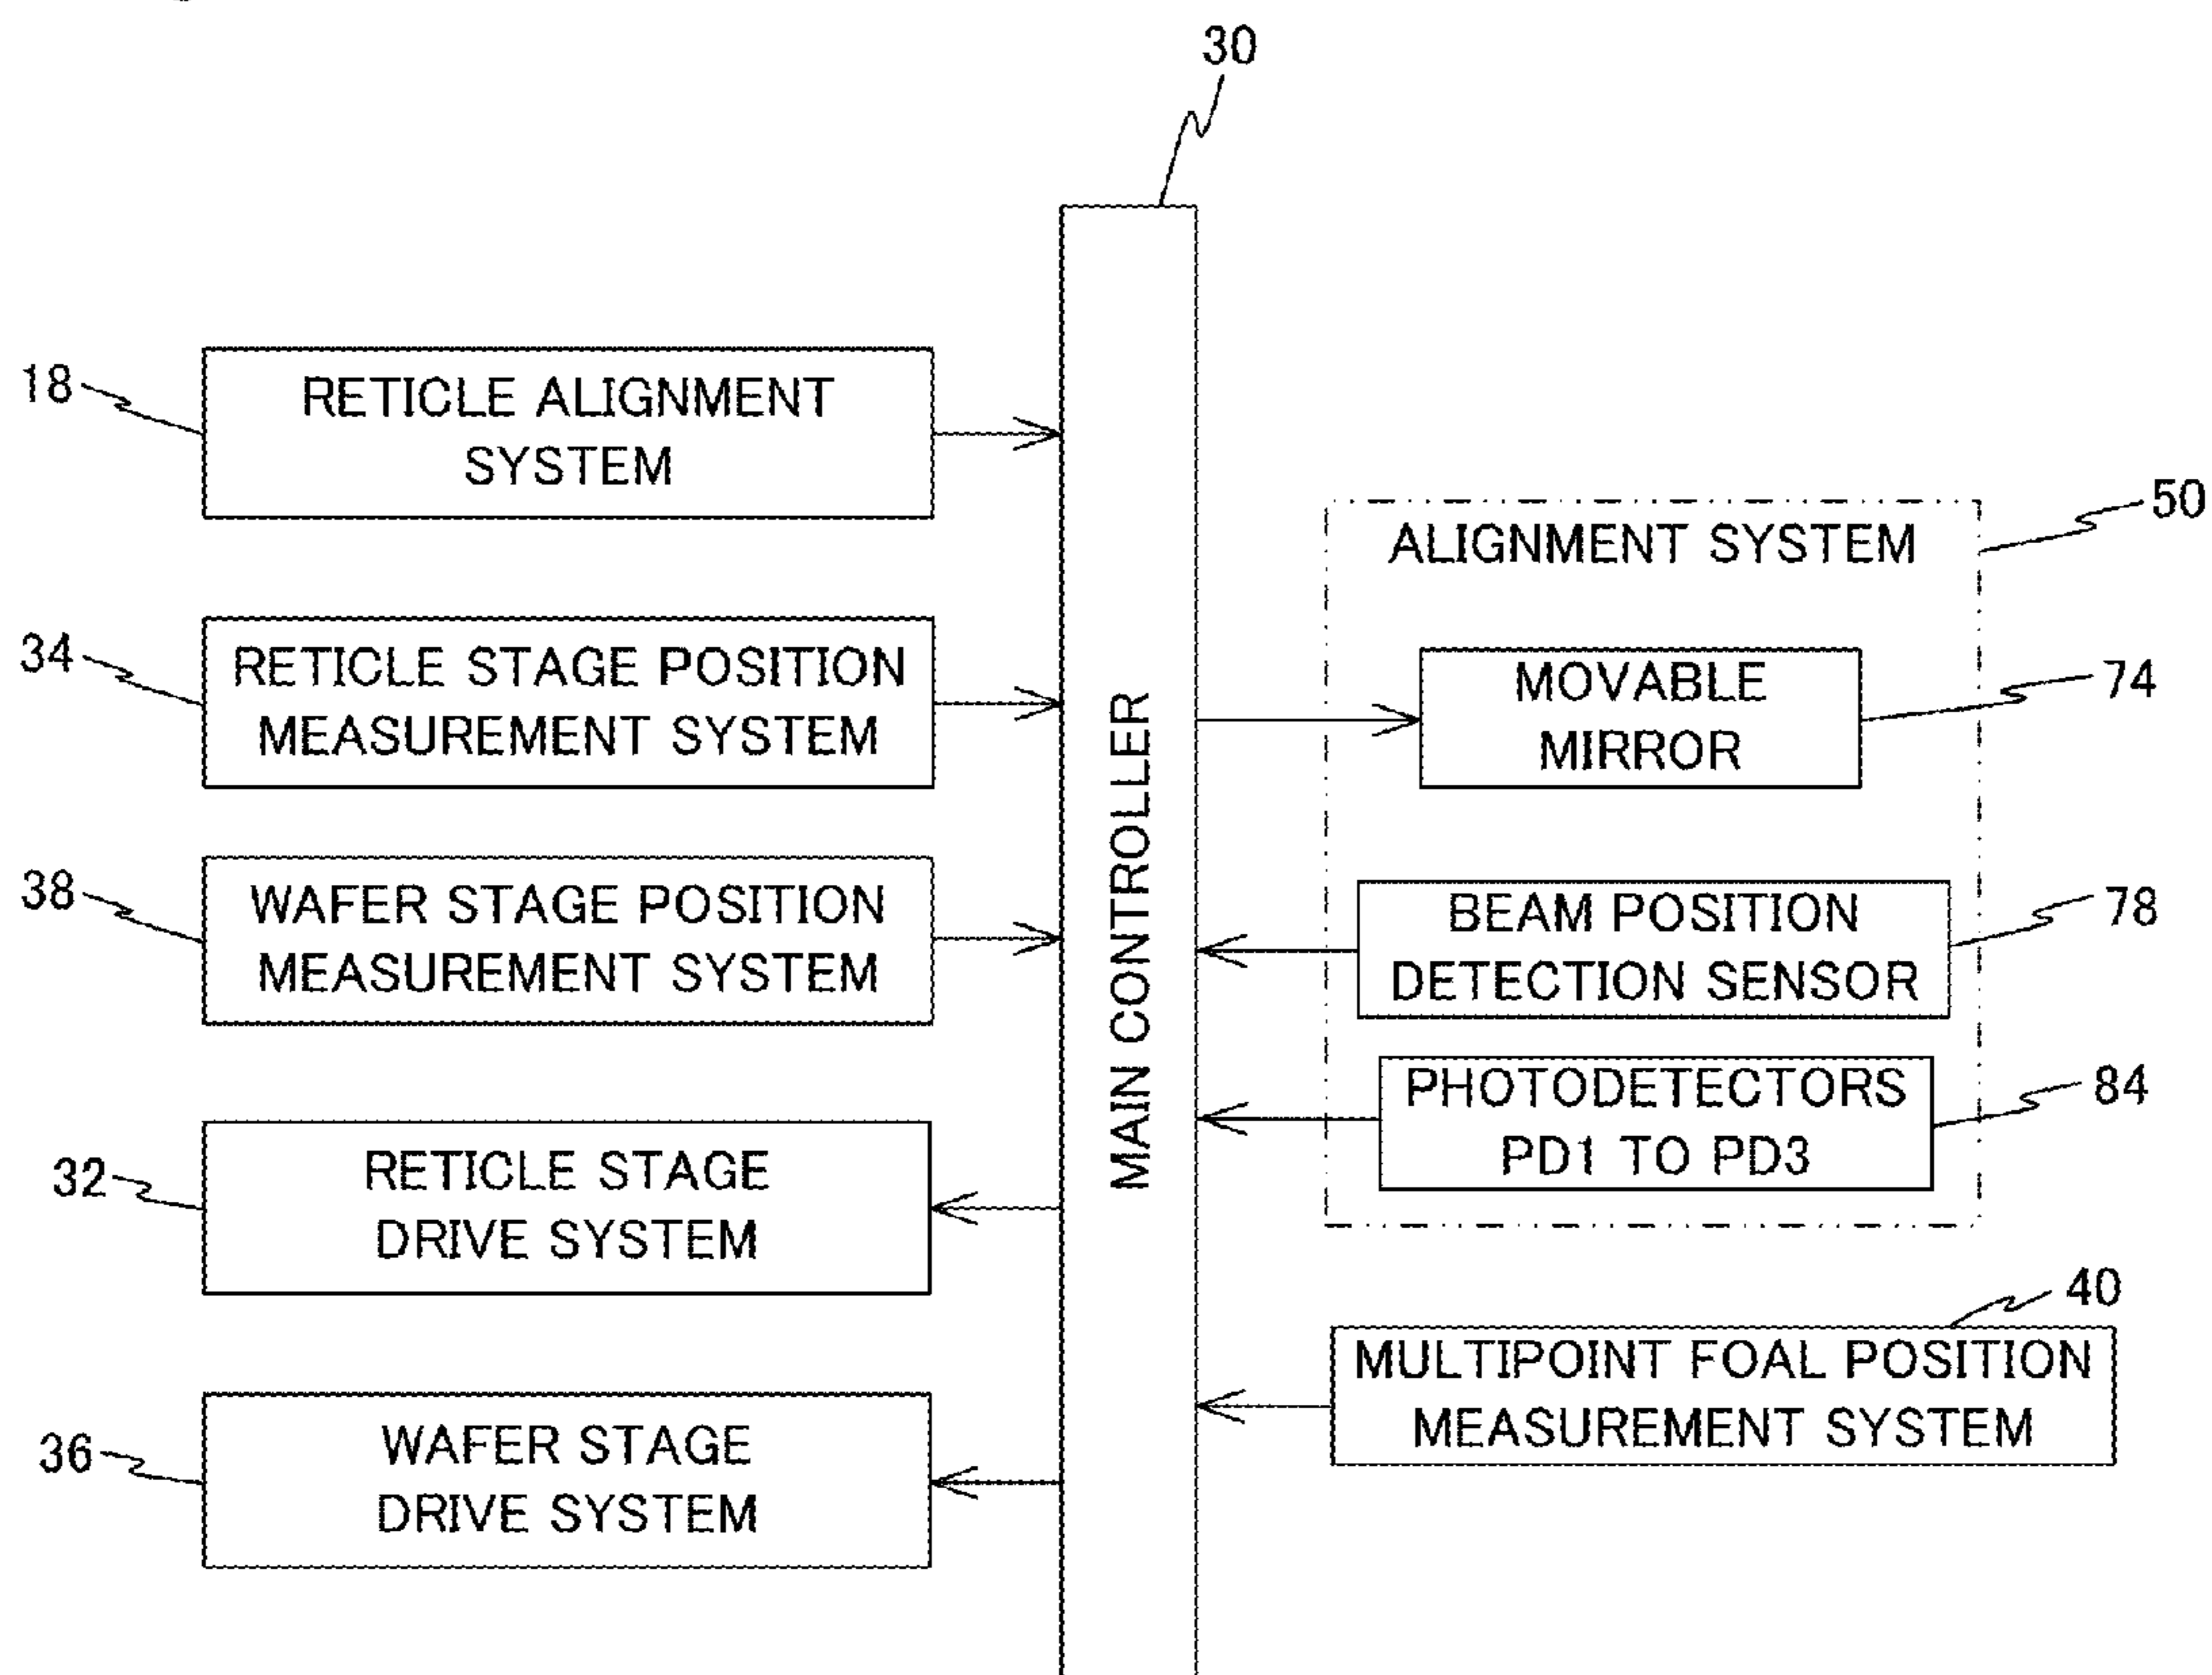 30
18
RETICLE ALIGNMENT
SYSTEM
34
RETICLE STAGE POSITION
MEASUREMENT SYSTEM
38
WAFER STAGE POSITION
MEASUREMENT SYSTEM
32
RETICLE STAGE
DRIVE SYSTEM
36
WAFER STAGE
DRIVE SYSTEM
MAIN CONTROLLER
50
ALIGNMENT SYSTEM
MOVABLE
MIRROR
74
BEAM POSITION
DETECTION SENSOR
78
PHOTODETECTORS
PD1 TO PD3
84
40
MULTIPOINT FOAL POSITION
MEASUREMENT SYSTEM